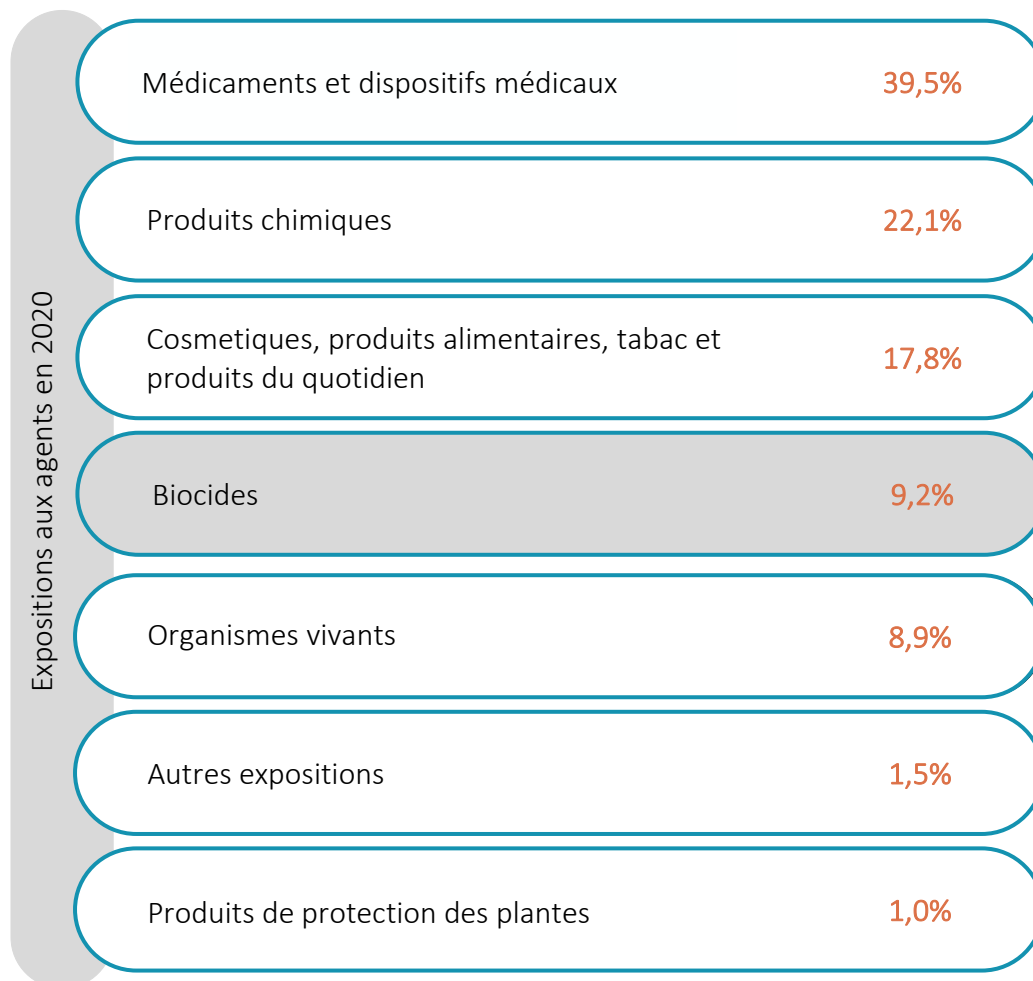 Expositions aux agents en 2020
Médicaments et dispositifs médicaux 39,5%
Produits chimiques 22,1%
Cosmetiques, produits alimentaires, tabac et
produits du quotidien 17,8%
Biocides 9,2%
Organismes vivants 8,9%
Autres expositions 1,5%
Produits de protection des plantes 1,0%